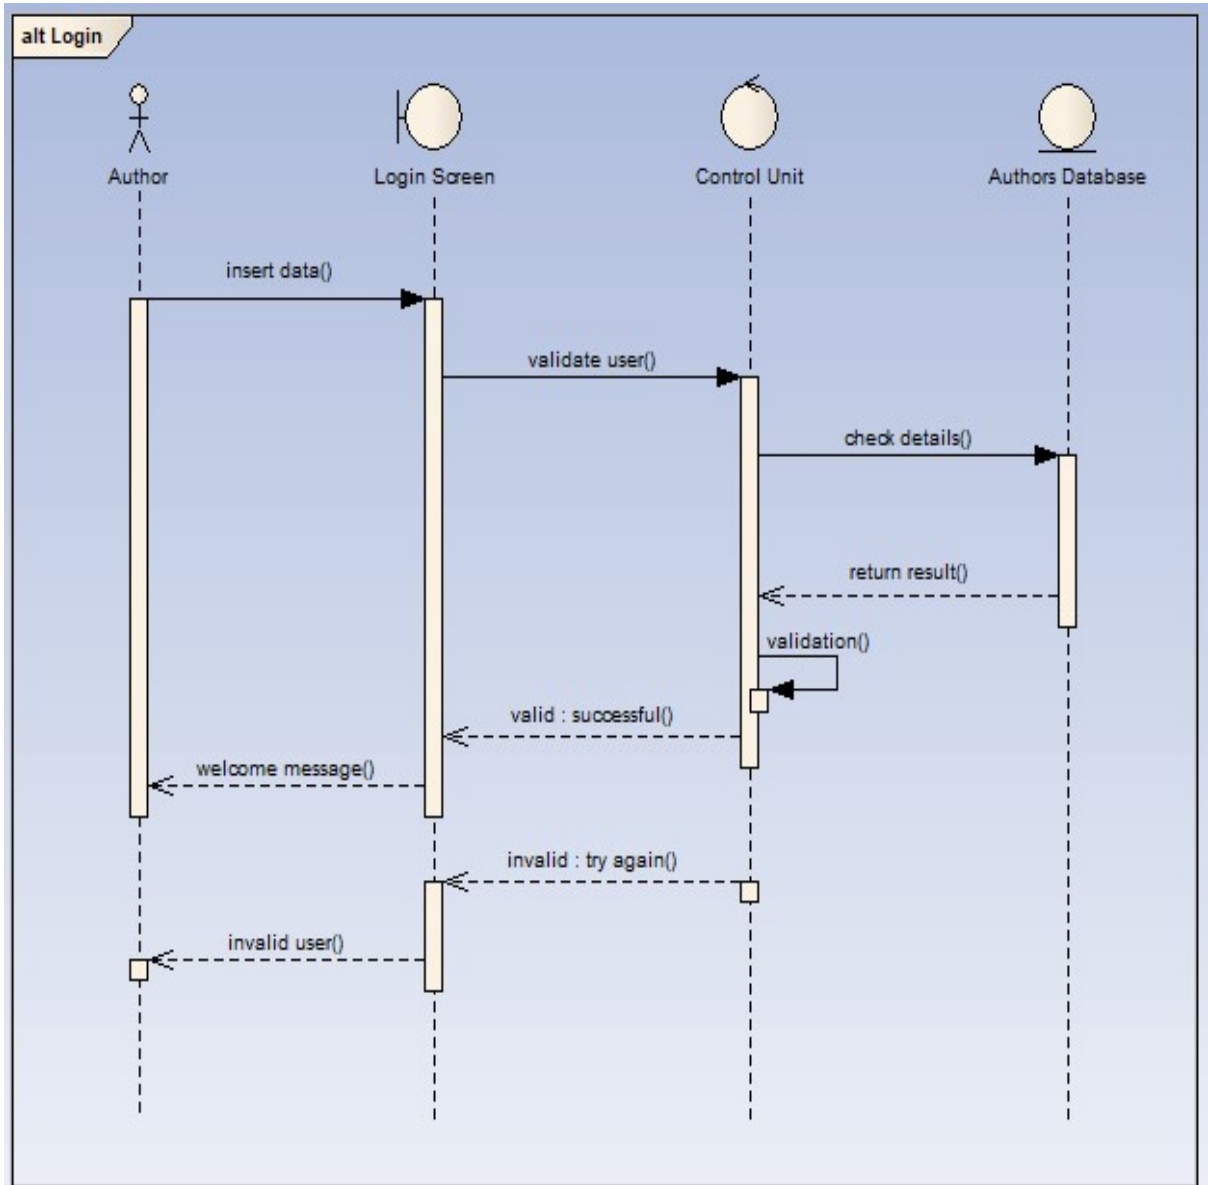 alt Login
Author
Login Screen
Control Unit
Authors Database
insert data()
validate user()
check details()
return result()
validation()
valid : successful()
welcome message()
invalid : try again()
invalid user()